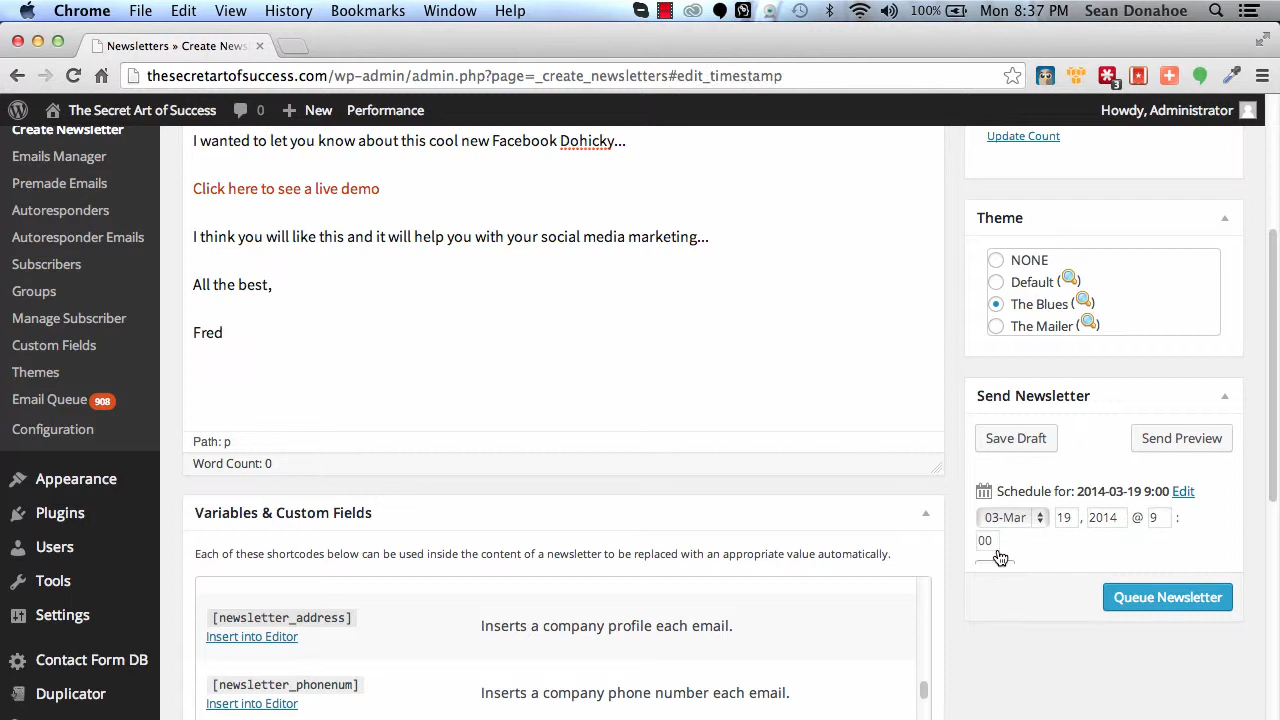 Chrome File Edit View History Bookmarks Window Help 100% Mon 8:37 PM Sean Donahoe
Newsletters » Create News
thesecretartofsuccess.com/wp-admin/admin.php?page=_create_newsletters#edit_timestamp
3
The Secret Art of Success 0 New Performance Howdy, Administrator
Create Newsletter
Emails Manager
Premade Emails
Autoresponders
Autoresponder Emails
Subscribers
Groups
Manage Subscriber
Custom Fields
Themes
Email Queue 908
Configuration
Appearance
Plugins
Users
Tools
Settings
Contact Form DB
Duplicator
I wanted to let you know about this cool new Facebook Dohicky...
Click here to see a live demo
I think you will like this and it will help you with your social media marketing...
All the best,
Fred
Path: p
Word Count: 0
Variables & Custom Fields
Each of these shortcodes below can be used inside the content of a newsletter to be replaced with an appropriate value automatically.
[newsletter_address] Inserts a company profile each email.
Insert into Editor
[newsletter_phonenum] Inserts a company phone number each email.
Insert into Editor
Update Count
Theme
NONE
Default ( )
The Blues ( )
The Mailer ( )
Send Newsletter
Save Draft Send Preview
Schedule for: 2014-03-19 9:00 Edit
03-Mar 19 , 2014 @ 9 :
00
Queue Newsletter